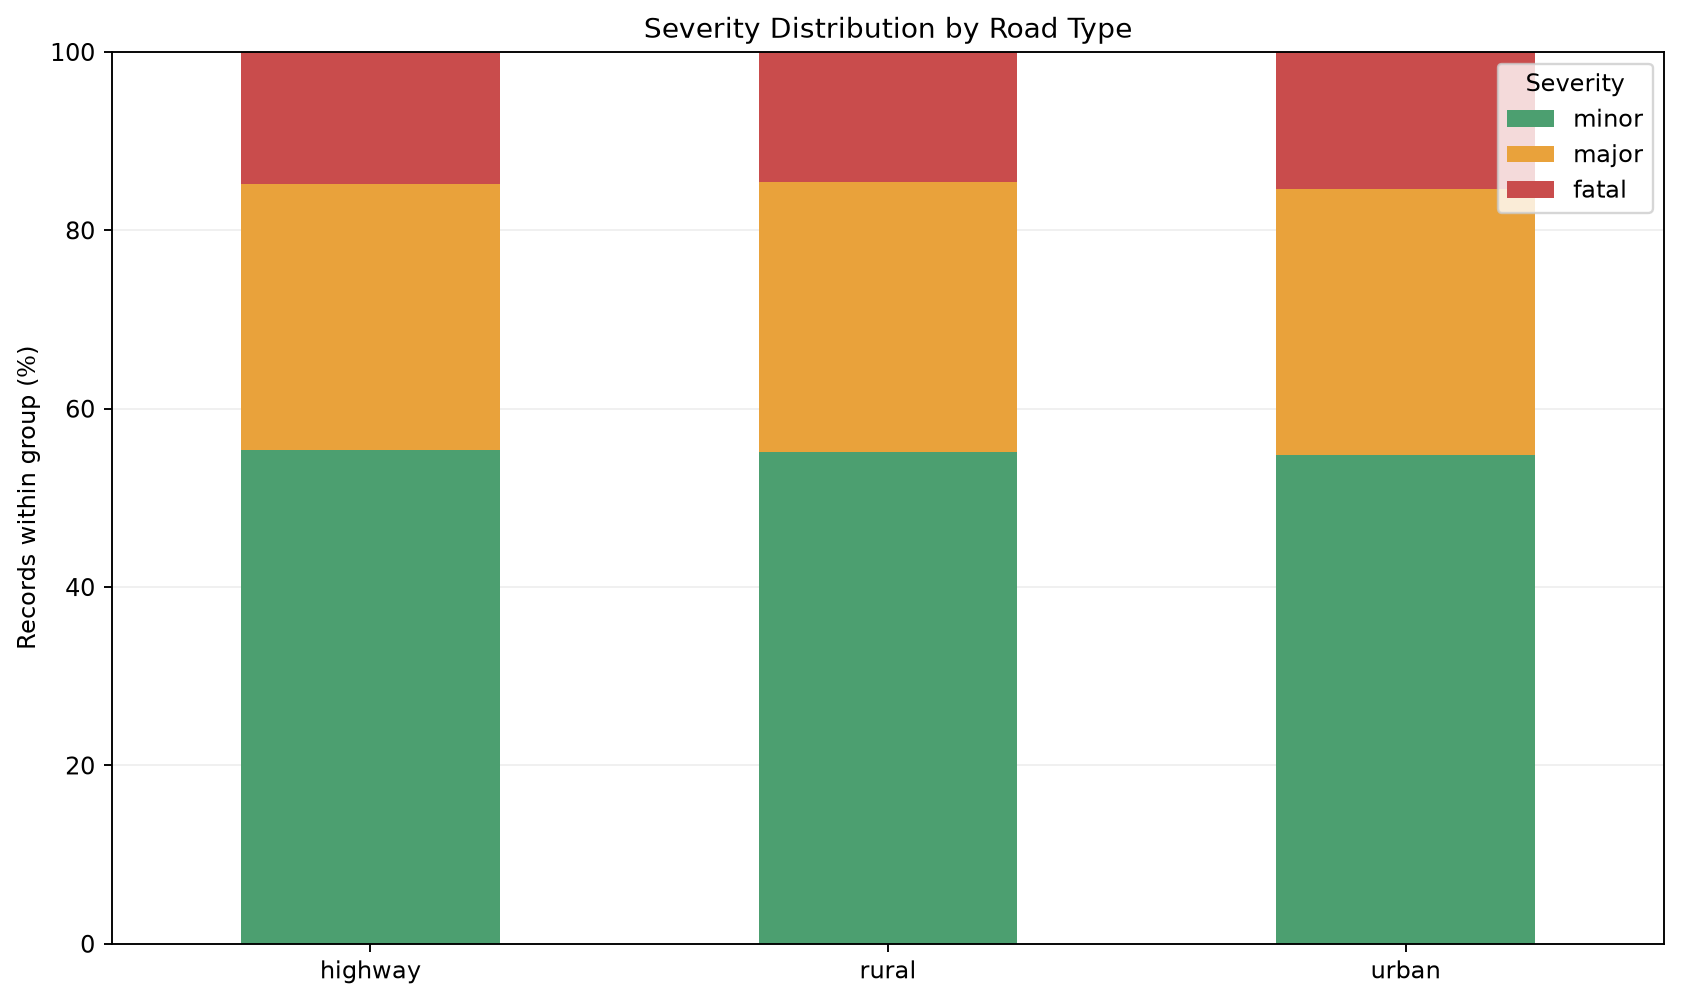 Severity Distribution by Road Type
Records within group (%)
100
80
60
40
20
0
highway
rural
urban
Severity
minor
major
fatal